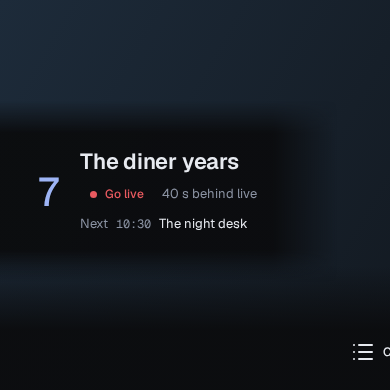 The diner years
7
Go live 40 s behind live
Next 10:30 The night desk